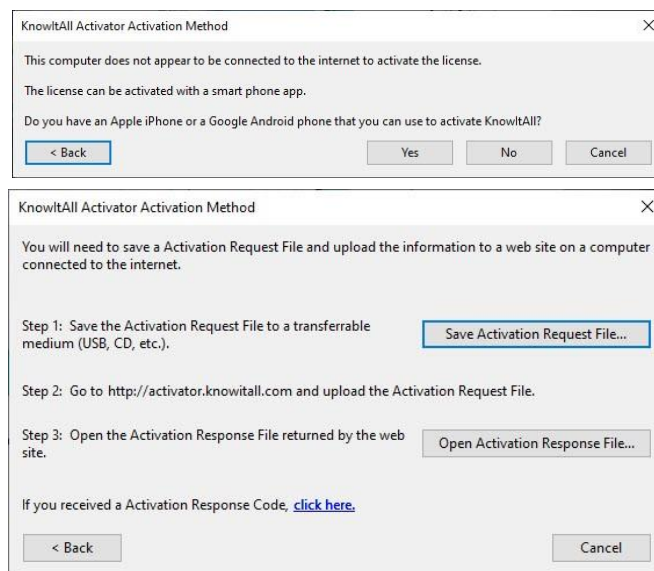 KnowItAll Activator Activation Method
This computer does not appear to be connected to the internet to activate the license.
The license can be activated with a smart phone app.
Do you have an Apple iPhone or a Google Android phone that you can use to activate KnowItAll?
< Back
Yes
No
Cancel
KnowItAll Activator Activation Method
You will need to save a Activation Request File and upload the information to a web site on a computer
connected to the internet.
Step 1: Save the Activation Request File to a transferrable
medium (USB, CD, etc.).
Save Activation Request File...
Step 2: Go to http://activator.knowitall.com and upload the Activation Request File.
Step 3: Open the Activation Response File returned by the web
site.
Open Activation Response File...
If you received a Activation Response Code, click here.
< Back
Cancel